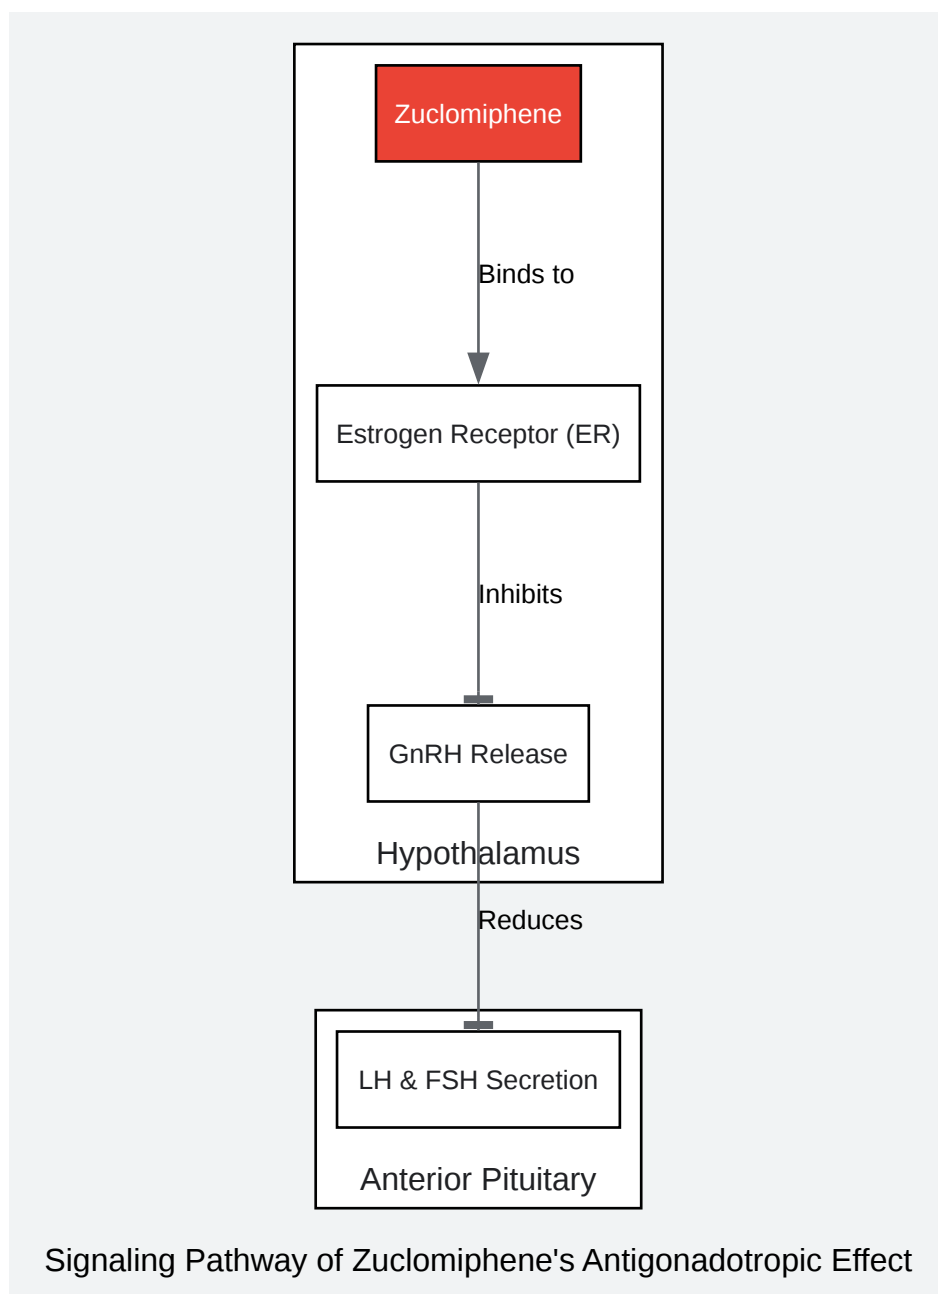 Zuclomiphene
Binds to
Estrogen Receptor (ER)
Inhibits
GnRH Release
Hypothalamus
Reduces
LH & FSH Secretion
Anterior Pituitary
Signaling Pathway of Zuclomiphene's Antigonadotropic Effect